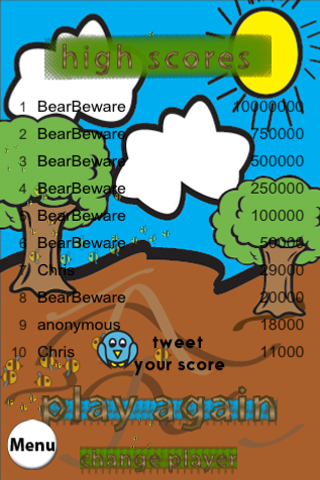 high scores
1 BearBeware 10000000
2 BearBeware 750000
3 BearBeware 500000
4 BearBeware 250000
5 BearBeware 100000
6 BearBeware 50000
7 Chris 29000
8 BearBeware 20000
9 anonymous 18000
10 Chris 11000
tweet
your score
play again
Menu
change player